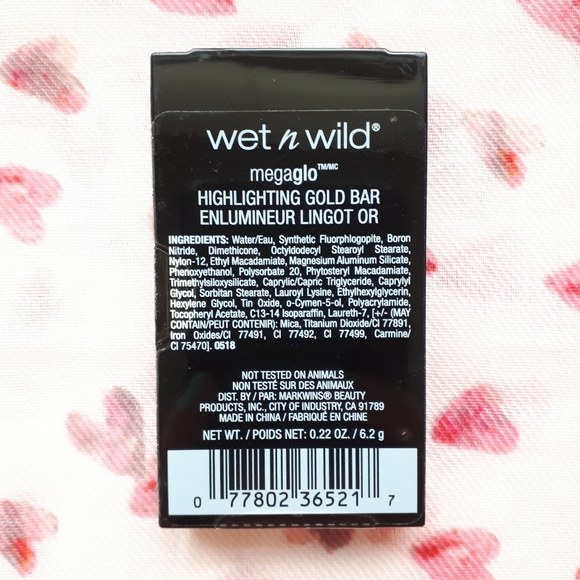 wet n wild®
megaglo™/MC
HIGHLIGHTING GOLD BAR
ENLUMINEUR LINGOT OR
INGREDIENTS: Water/Eau, Synthetic Fluorphlogopite, Boron
Nitride, Dimethicone, Octyldodecyl Stearoyl Stearate,
Nylon-12, Ethyl Macadamiate, Magnesium Aluminum Silicate,
Phenoxyethanol, Polysorbate 20, Phytosteryl Macadamiate,
Trimethylsiloxysilicate, Caprylic/Capric Triglyceride, Caprylyl
Glycol, Sorbitan Stearate, Lauroyl Lysine, Ethylhexylglycerin,
Hexylene Glycol, Tin Oxide, o-Cymen-5-ol, Polyacrylamide,
Tocopheryl Acetate, C13-14 Isoparaffin, Laureth-7, [+/- (MAY
CONTAIN/PEUT CONTENIR): Mica, Titanium Dioxide/CI 77891,
Iron Oxides/CI 77491, CI 77492, CI 77499, Carmine/
CI 75470]. 0518
NOT TESTED ON ANIMALS
NON TESTÉ SUR DES ANIMAUX
DIST. BY / PAR: MARKWINS® BEAUTY
PRODUCTS, INC., CITY OF INDUSTRY, CA 91789
MADE IN CHINA / FABRIQUÉ EN CHINE
NET WT. / POIDS NET: 0.22 OZ. / 6.2 g
0 77802 36521 7